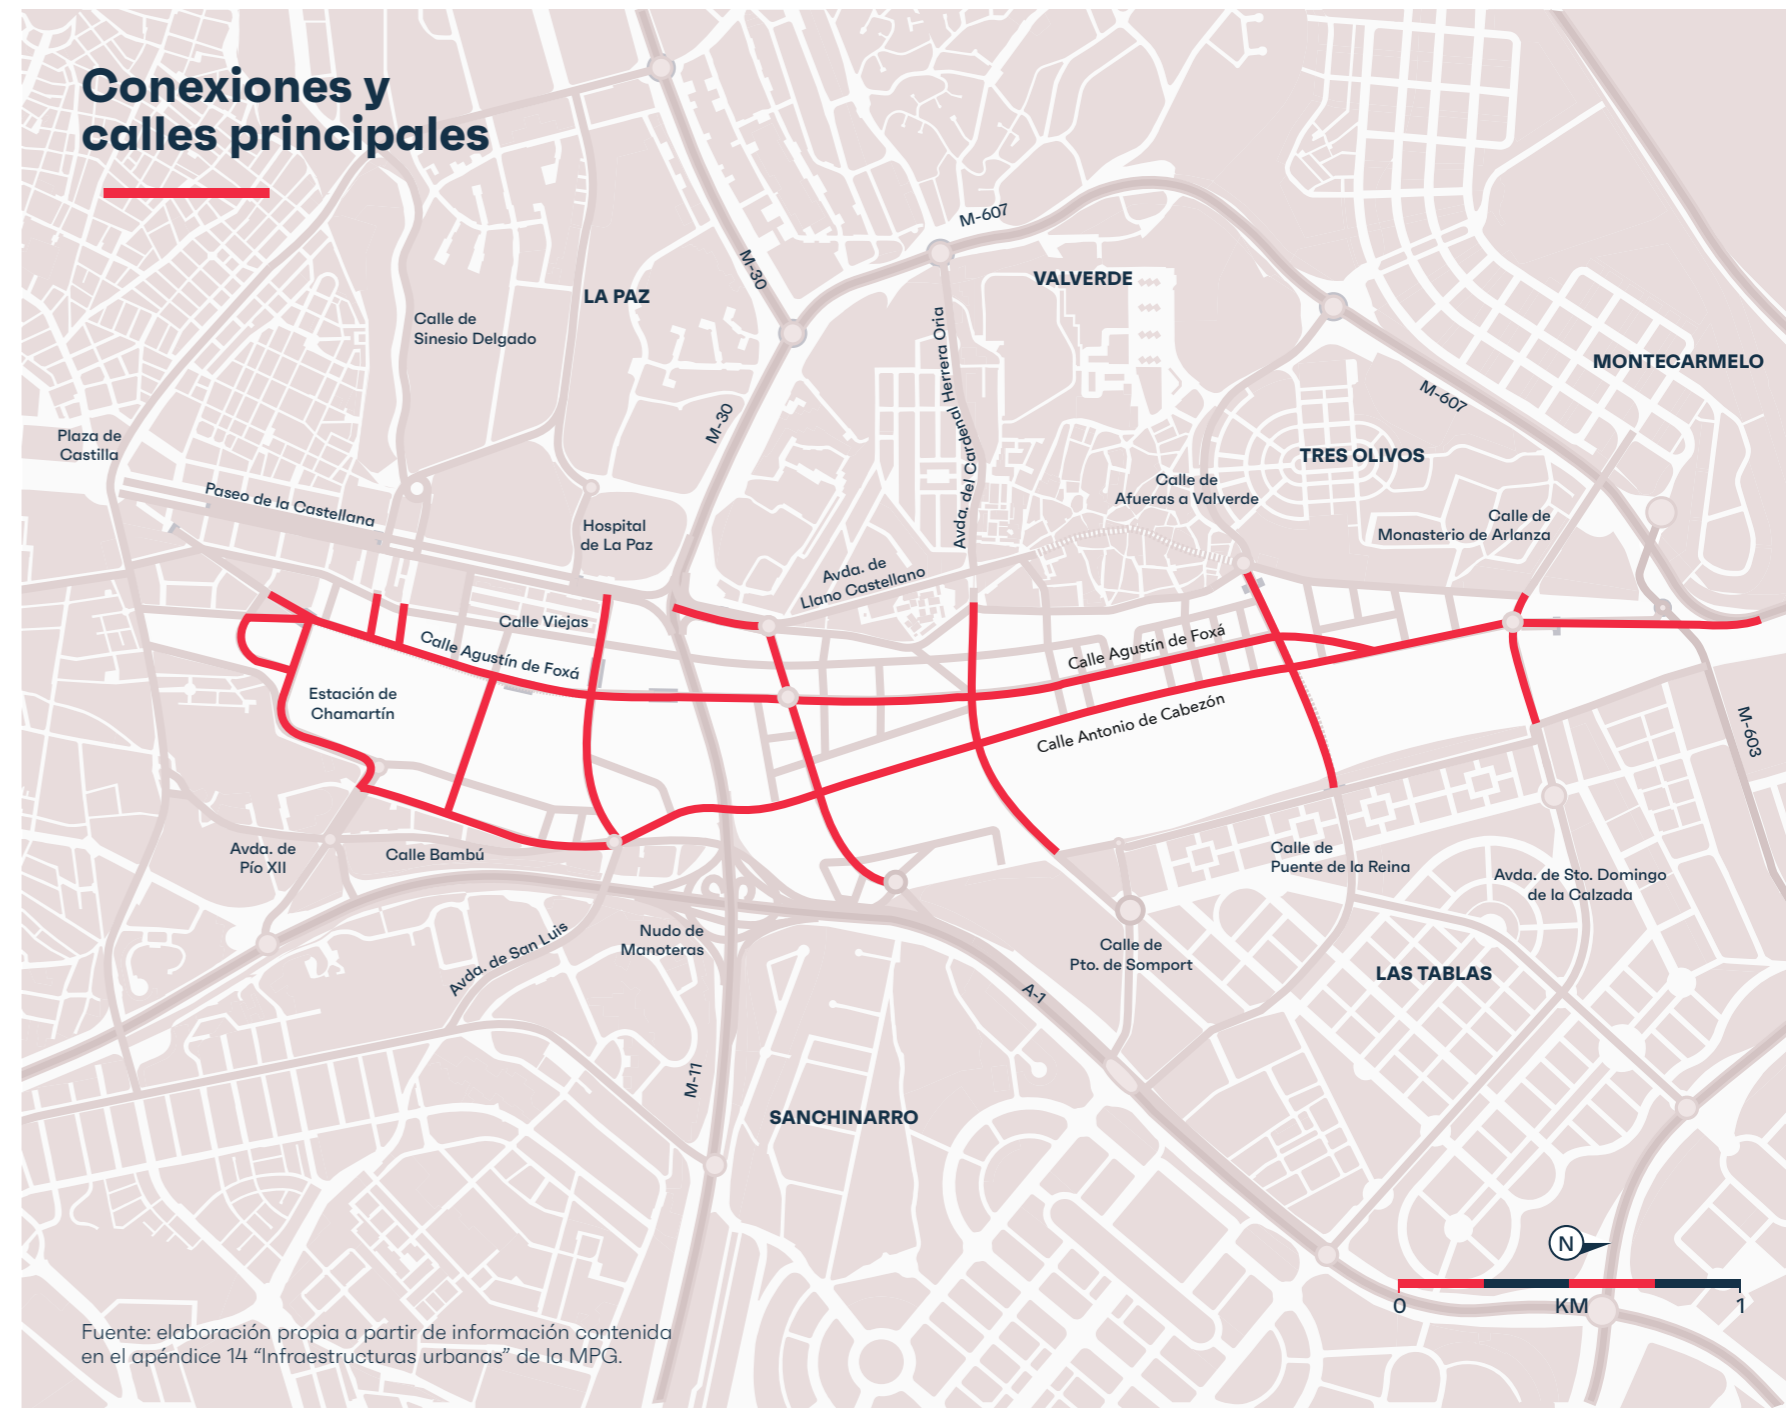 Conexiones y
calles principales
M-607
M-30
VALVERDE
LA PAZ
Calle de
Sinesio Delgado
Avda. del Cardenal Herrera Oria
MONTECARMELO
M-607
M-30
Plaza de
Castilla
TRES OLIVOS
Paseo de la Castellana
Calle de
Afueras a Valverde
Calle de
Monasterio de Arlanza
Hospital
de La Paz
Avda. de
Llano Castellano
Calle Viejas
Calle Agustín de Foxá
Calle Agustín de Foxá
Estación de
Chamartín
Calle Antonio de Cabezón
M-603
Avda. de
Pío XII
Calle Bambú
Calle de
Puente de la Reina
Avda. de Sto. Domingo
de la Calzada
Avda. de San Luis
Nudo de
Manoteras
Calle de
Pto. de Somport
LAS TABLAS
A-1
M-11
SANCHINARRO
N
0
KM
1
Fuente: elaboración propia a partir de información contenida
en el apéndice 14 “Infraestructuras urbanas” de la MPG.